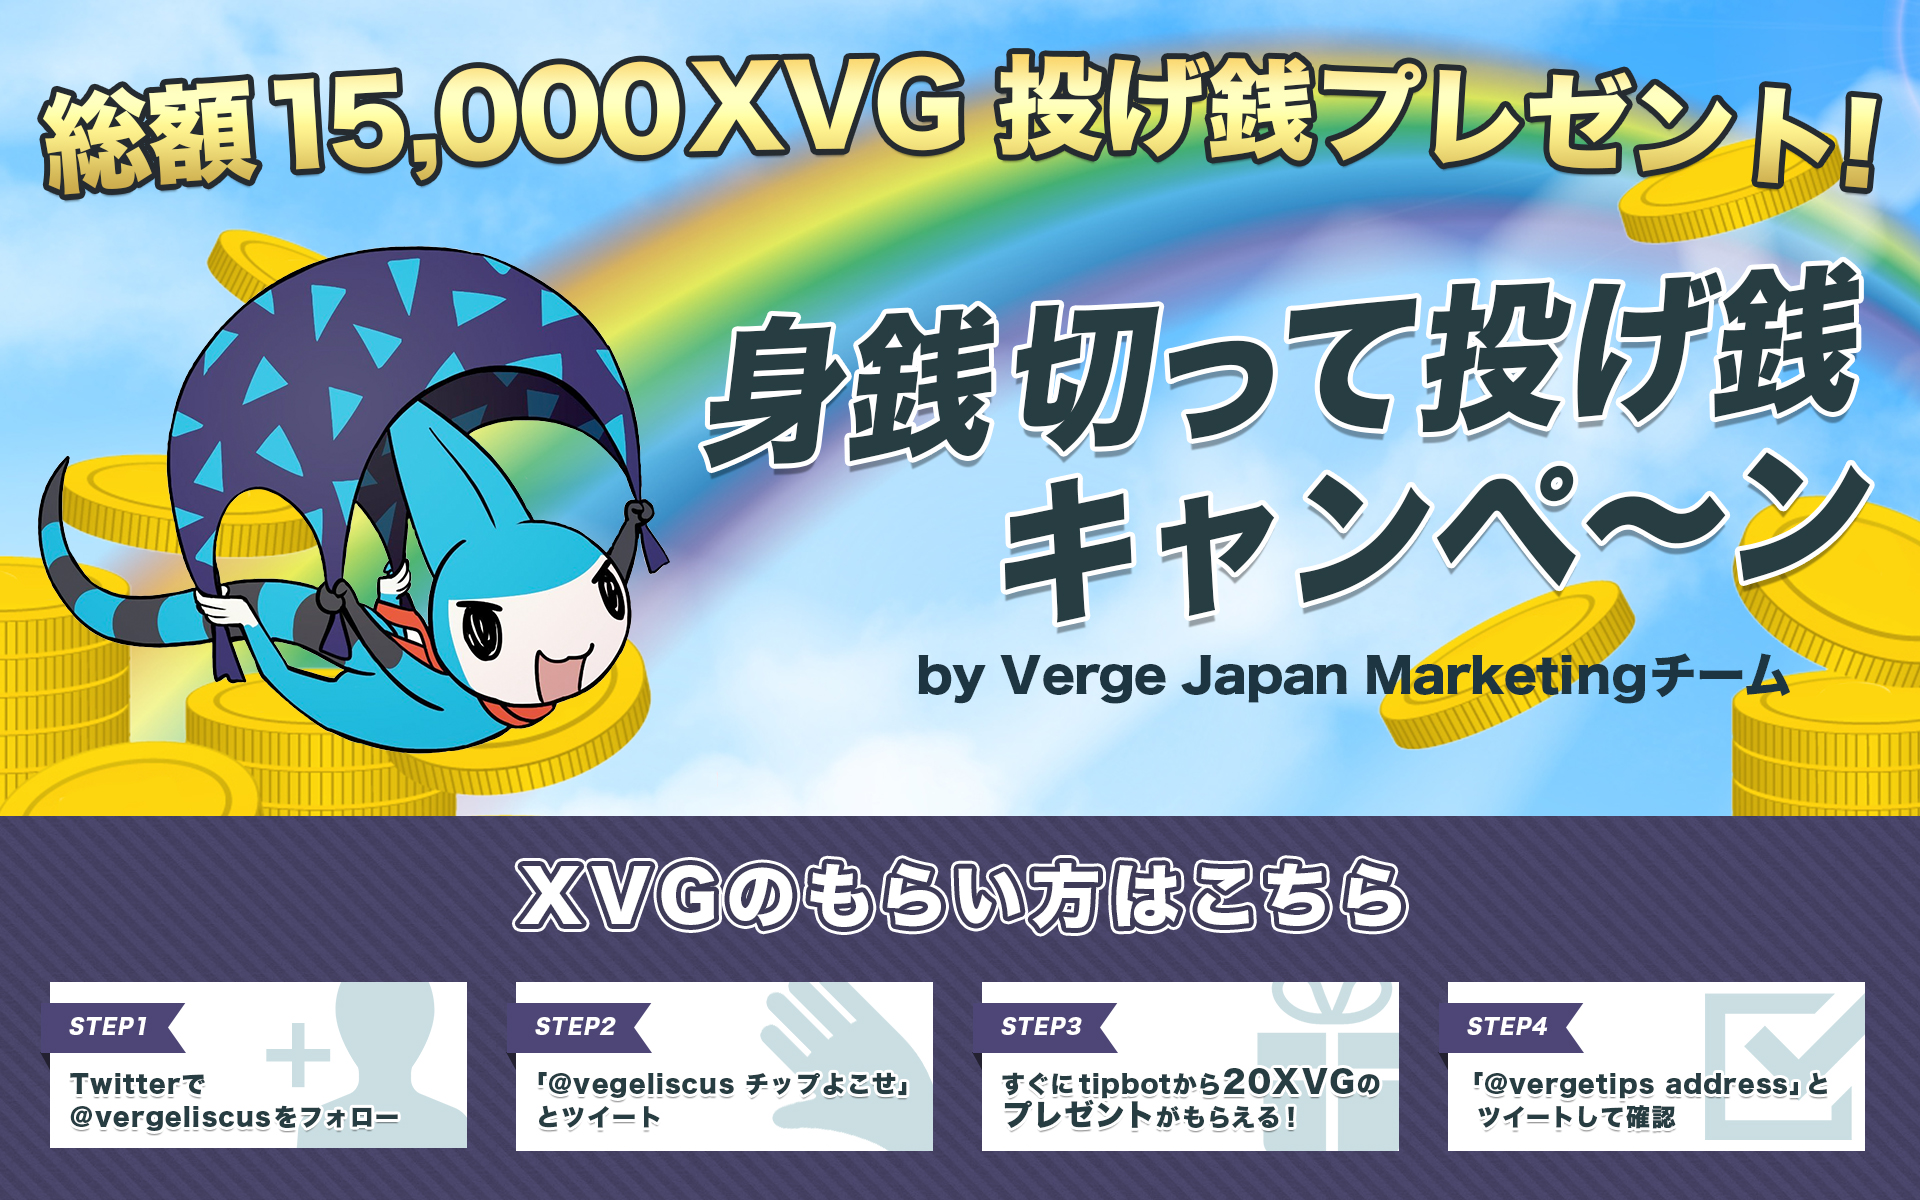 総額15,000XVG 投げ銭プレゼント!
身銭切って投げ銭
キャンペ〜ン
by Verge Japan Marketingチーム
XVGのもらい方はこちら
STEP1
Twitterで
@vergeliscusをフォロー
STEP2
「@vegeliscus チップよこせ」
とツイート
STEP3
すぐにtipbotから20XVGの
プレゼントがもらえる！
STEP4
「@vergetips address」と
ツイートして確認